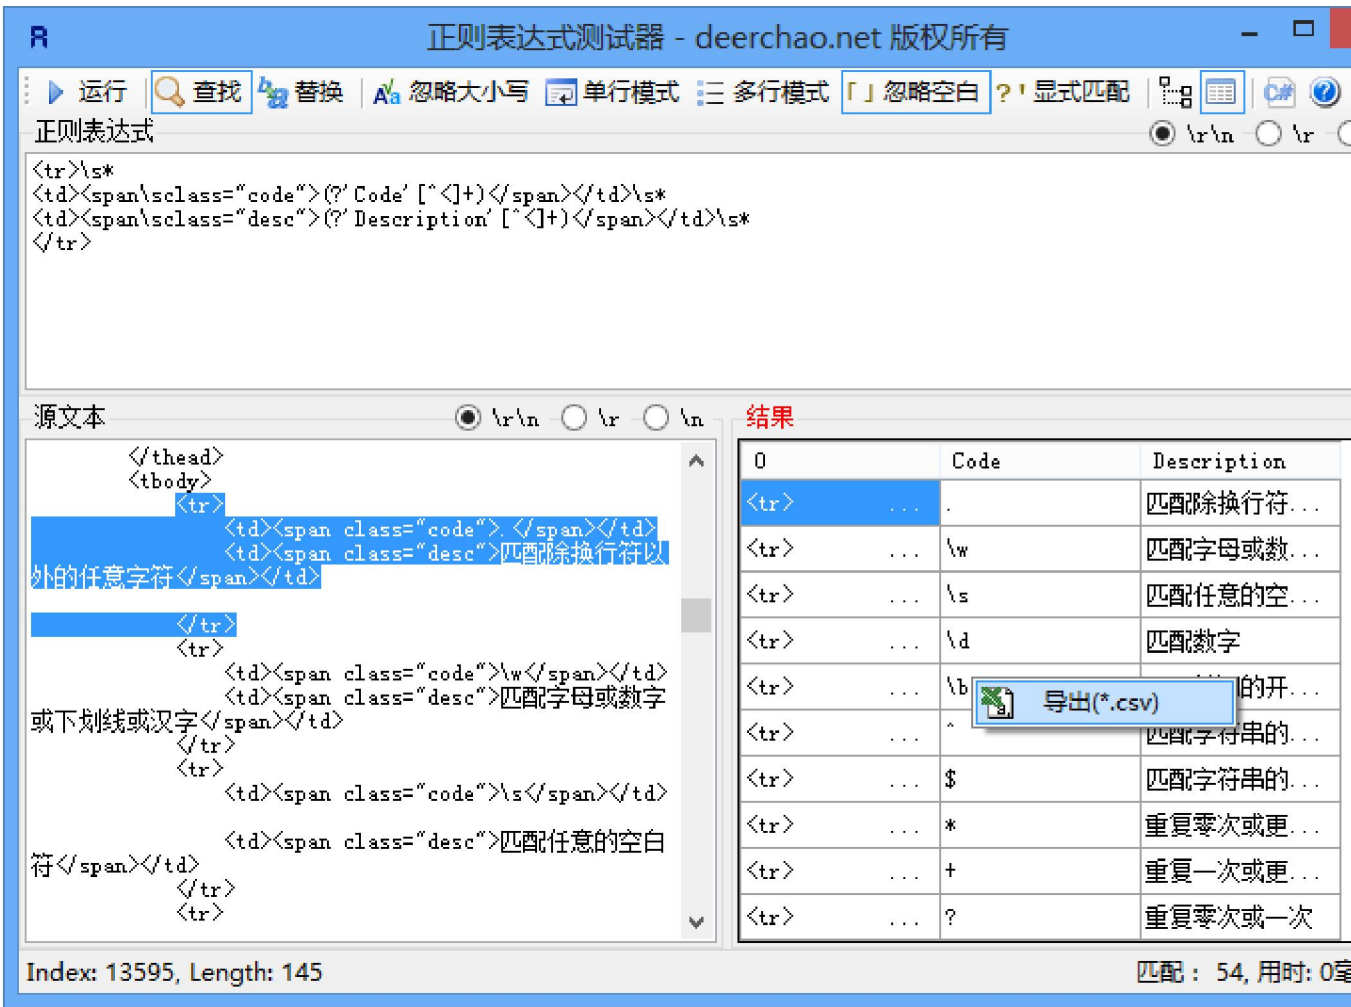 正则表达式测试器 - deerchao.net 版权所有
运行 查找 替换 忽略大小写 单行模式 多行模式 忽略空白 ?' 显式匹配 C#
正则表达式 \r\n \r
<tr>\s*
<td><span\sclass="code">(?'Code'[^<]+)</span></td>\s*
<td><span\sclass="desc">(?'Description'[^<]+)</span></td>\s*
</tr>
源文本 \r\n \r \n
</thead>
<tbody>
<tr>
<td><span class="code">.</span></td>
<td><span class="desc">匹配除换行符以
外的任意字符</span></td>
</tr>
<tr>
<td><span class="code">\w</span></td>
<td><span class="desc">匹配字母或数字
或下划线或汉字</span></td>
</tr>
<tr>
<td><span class="code">\s</span></td>
<td><span class="desc">匹配任意的空白
符</span></td>
</tr>
<tr>
结果
0 Code Description
<tr> ... . 匹配除换行符...
<tr> ... \w 匹配字母或数...
<tr> ... \s 匹配任意的空...
<tr> ... \d 匹配数字
<tr> ... \b 的开...
导出(*.csv)
<tr> ... ^ 匹配字符串的...
<tr> ... $ 匹配字符串的...
<tr> ... * 重复零次或更...
<tr> ... + 重复一次或更...
<tr> ... ? 重复零次或一次
Index: 13595, Length: 145
匹配： 54, 用时: 0毫